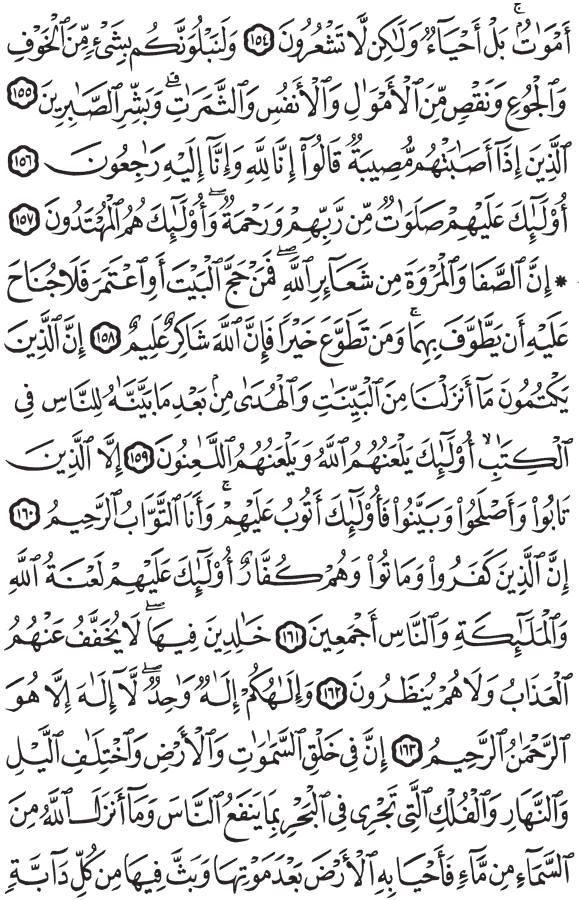 أَمْوَٰتٌۢ ۚ بَلْ أَحْيَآءٌ وَلَٰكِن لَّا تَشْعُرُونَ ١٥٤ وَلَنَبْلُوَنَّكُم بِشَىْءٍ مِّنَ ٱلْخَوْفِ
وَٱلْجُوعِ وَنَقْصٍ مِّنَ ٱلْأَمْوَٰلِ وَٱلْأَنفُسِ وَٱلثَّمَرَٰتِ ۗ وَبَشِّرِ ٱلصَّٰبِرِينَ ١٥٥
ٱلَّذِينَ إِذَآ أَصَٰبَتْهُم مُّصِيبَةٌ قَالُوٓا۟ إِنَّا لِلَّهِ وَإِنَّآ إِلَيْهِ رَٰجِعُونَ ١٥٦
أُو۟لَٰٓئِكَ عَلَيْهِمْ صَلَوَٰتٌ مِّن رَّبِّهِمْ وَرَحْمَةٌ ۖ وَأُو۟لَٰٓئِكَ هُمُ ٱلْمُهْتَدُونَ ١٥٧
* إِنَّ ٱلصَّفَا وَٱلْمَرْوَةَ مِن شَعَآئِرِ ٱللَّهِ ۖ فَمَنْ حَجَّ ٱلْبَيْتَ أَوِ ٱعْتَمَرَ فَلَا جُنَاحَ
عَلَيْهِ أَن يَطَّوَّفَ بِهِمَا ۚ وَمَن تَطَوَّعَ خَيْرًا فَإِنَّ ٱللَّهَ شَاكِرٌ عَلِيمٌ ١٥٨ إِنَّ ٱلَّذِينَ
يَكْتُمُونَ مَآ أَنزَلْنَا مِنَ ٱلْبَيِّنَٰتِ وَٱلْهُدَىٰ مِنۢ بَعْدِ مَا بَيَّنَّٰهُ لِلنَّاسِ فِى
ٱلْكِتَٰبِ ۙ أُو۟لَٰٓئِكَ يَلْعَنُهُمُ ٱللَّهُ وَيَلْعَنُهُمُ ٱللَّٰعِنُونَ ١٥٩ إِلَّا ٱلَّذِينَ
تَابُوا۟ وَأَصْلَحُوا۟ وَبَيَّنُوا۟ فَأُو۟لَٰٓئِكَ أَتُوبُ عَلَيْهِمْ ۚ وَأَنَا ٱلتَّوَّابُ ٱلرَّحِيمُ ١٦٠
إِنَّ ٱلَّذِينَ كَفَرُوا۟ وَمَاتُوا۟ وَهُمْ كُفَّارٌ أُو۟لَٰٓئِكَ عَلَيْهِمْ لَعْنَةُ ٱللَّهِ
وَٱلْمَلَٰٓئِكَةِ وَٱلنَّاسِ أَجْمَعِينَ ١٦١ خَٰلِدِينَ فِيهَا ۖ لَا يُخَفَّفُ عَنْهُمُ
ٱلْعَذَابُ وَلَا هُمْ يُنظَرُونَ ١٦٢ وَإِلَٰهُكُمْ إِلَٰهٌ وَٰحِدٌ ۖ لَّآ إِلَٰهَ إِلَّا هُوَ
ٱلرَّحْمَٰنُ ٱلرَّحِيمُ ١٦٣ إِنَّ فِى خَلْقِ ٱلسَّمَٰوَٰتِ وَٱلْأَرْضِ وَٱخْتِلَٰفِ ٱلَّيْلِ
وَٱلنَّهَارِ وَٱلْفُلْكِ ٱلَّتِى تَجْرِى فِى ٱلْبَحْرِ بِمَا يَنفَعُ ٱلنَّاسَ وَمَآ أَنزَلَ ٱللَّهُ مِنَ
ٱلسَّمَآءِ مِن مَّآءٍ فَأَحْيَا بِهِ ٱلْأَرْضَ بَعْدَ مَوْتِهَا وَبَثَّ فِيهَا مِن كُلِّ دَآبَّةٍ